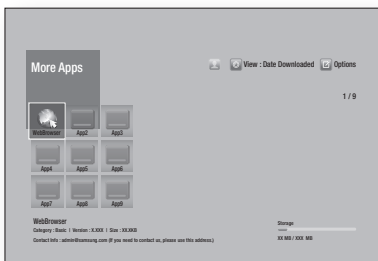 More Apps
View : Date Downloaded Options
1 / 9
WebBrowser App2 App3
App4 App5 App6
App7 App8 App9
WebBrowser
Category : Basic I Version : X.XXX I Size : XX.XKB
Contact info : admin@samsung.com (If you need to contact us, please use this address.)
Storage
XX MB / XXX MB